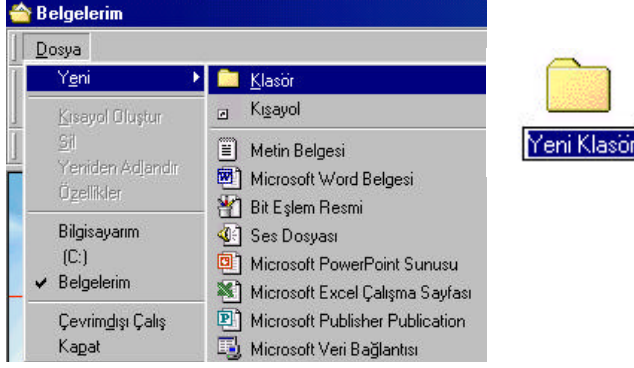 Belgelerim
Dosya
Yeni
Kısayol Oluştur
Sil
Yeniden Adlandır
Özellikler
Bilgisayarım
(C:)
Belgelerim
Çevrimdışı Çalış
Kapat
Klasör
Kısayol
Metin Belgesi
Microsoft Word Belgesi
Bit Eşlem Resmi
Ses Dosyası
Microsoft PowerPoint Sunusu
Microsoft Excel Çalışma Sayfası
Microsoft Publisher Publication
Microsoft Veri Bağlantısı
Yeni Klasör